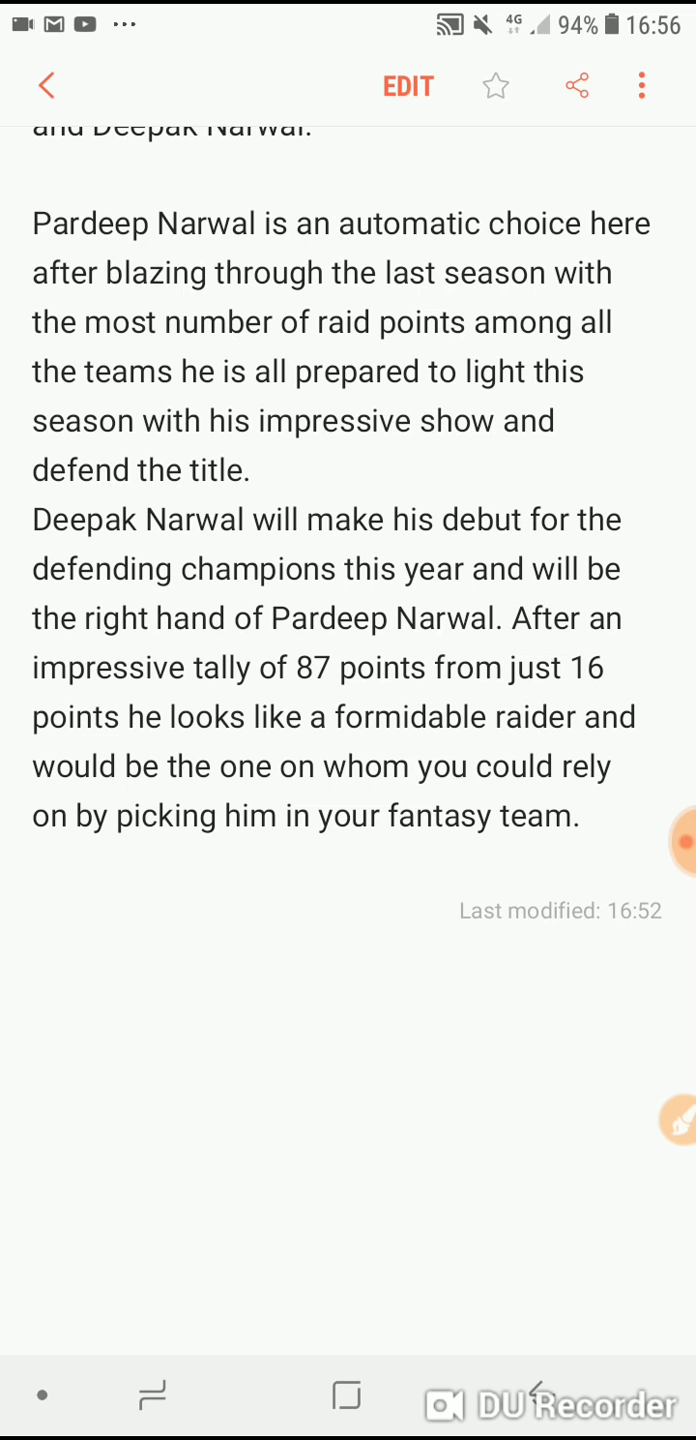 4G 94% 16:56
EDIT
and Deepak Narwal.
Pardeep Narwal is an automatic choice here
after blazing through the last season with
the most number of raid points among all
the teams he is all prepared to light this
season with his impressive show and
defend the title.
Deepak Narwal will make his debut for the
defending champions this year and will be
the right hand of Pardeep Narwal. After an
impressive tally of 87 points from just 16
points he looks like a formidable raider and
would be the one on whom you could rely
on by picking him in your fantasy team.
Last modified: 16:52
DU Recorder